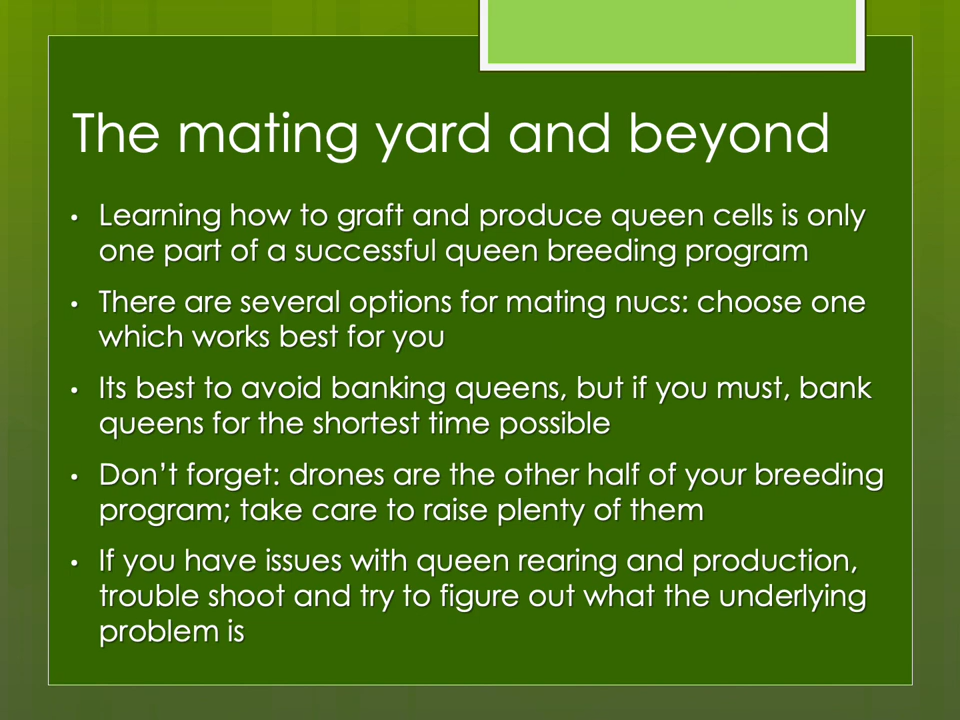 The mating yard and beyond
• Learning how to graft and produce queen cells is only
one part of a successful queen breeding program
• There are several options for mating nucs: choose one
which works best for you
• Its best to avoid banking queens, but if you must, bank
queens for the shortest time possible
• Don’t forget: drones are the other half of your breeding
program; take care to raise plenty of them
• If you have issues with queen rearing and production,
trouble shoot and try to figure out what the underlying
problem is